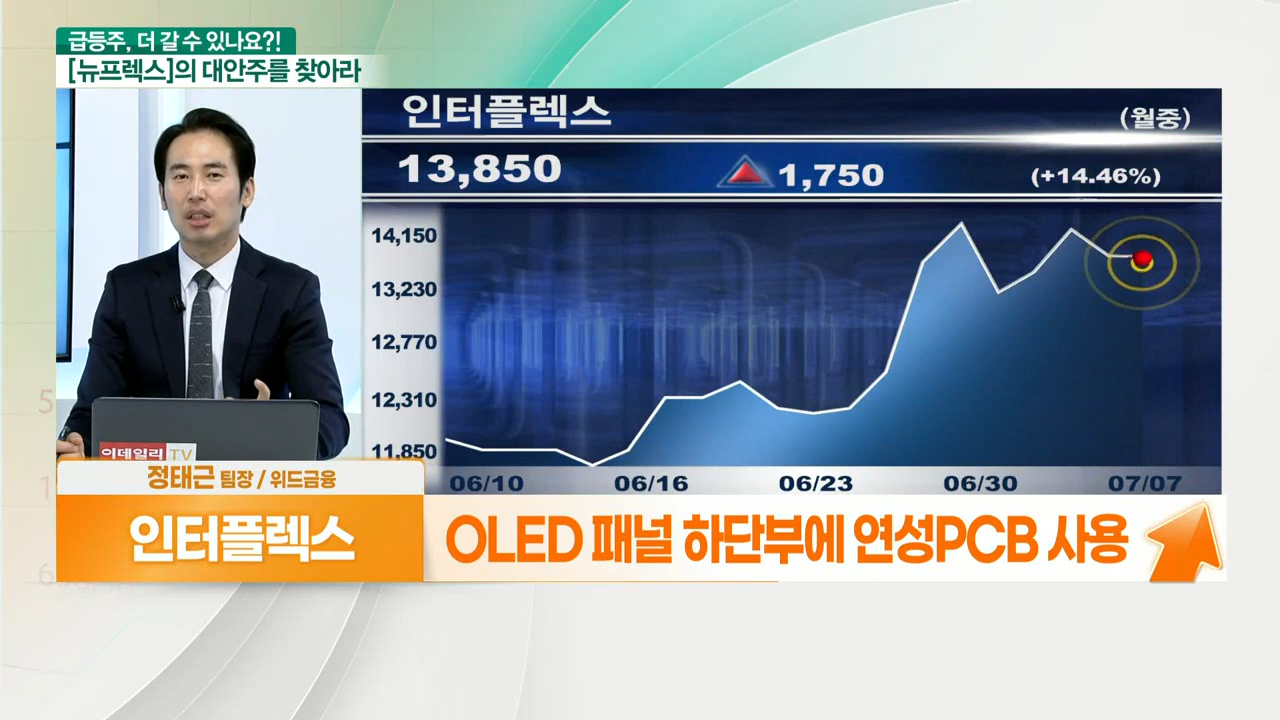 급등주, 더 갈 수 있나요?!
[뉴프렉스]의 대안주를 찾아라
인터플렉스 (월중)
13,850 1,750 (+14.46%)
14,150
13,230
12,770
12,310
11,850
06/10 06/16 06/23 06/30 07/07
이데일리 TV
정태근 팀장 / 위드금융
인터플렉스
OLED 패널 하단부에 연성PCB 사용
5
1
6